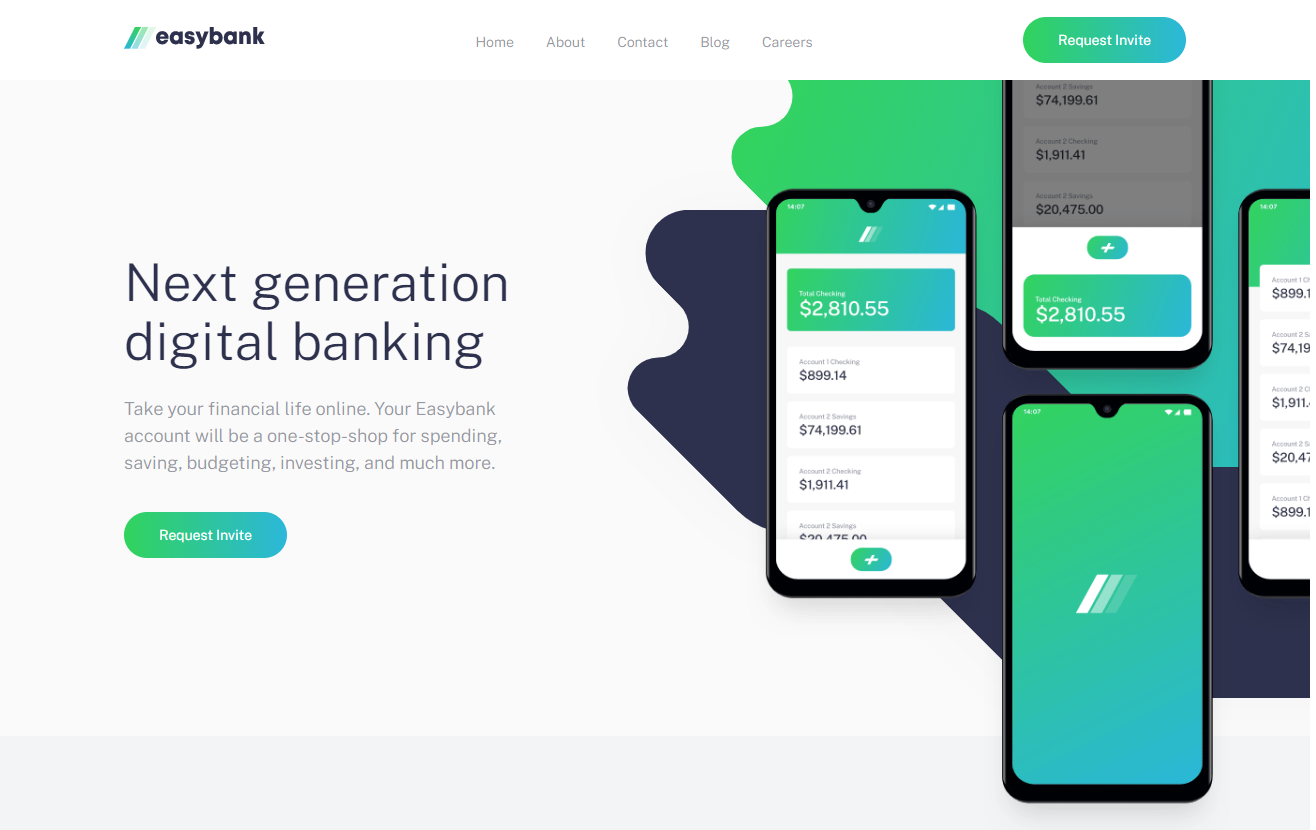 easybank
Home
About
Contact
Blog
Careers
Request Invite
Next generation
digital banking
Take your financial life online. Your Easybank
account will be a one-stop-shop for spending,
saving, budgeting, investing, and much more.
Request Invite
14:07
Total Checking
$2,810.55
Account 1 Checking
$899.14
Account 2 Savings
$74,199.61
Account 2 Checking
$1,911.41
Account 2 Savings
$20,475.00
Account 2 Savings
$74,199.61
Account 2 Checking
$1,911.41
Account 2 Savings
$20,475.00
Total Checking
$2,810.55
14:07
14:07
Account 1 Ch
$899.1
Account 2 Sa
$74,19
Account 2 C
$1,911.
Account 2 S
$20,47
Account 1 Ch
$899.1